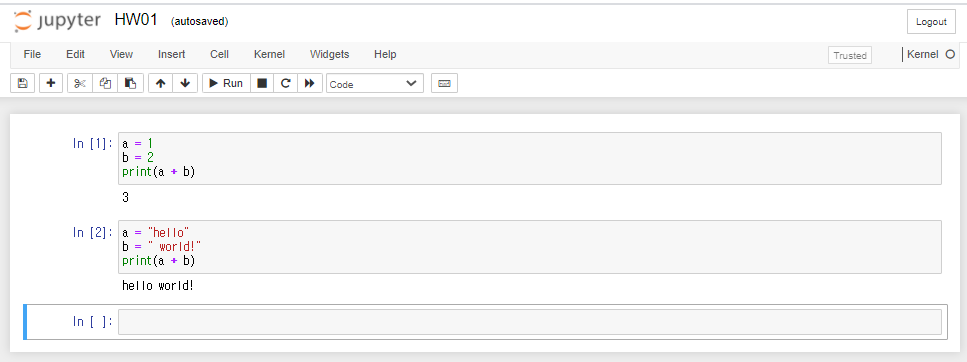 jupyter HW01 (autosaved) Logout
File Edit View Insert Cell Kernel Widgets Help Trusted Kernel
Run Code
In [1]: a = 1
b = 2
print(a + b)
3
In [2]: a = "hello"
b = " world!"
print(a + b)
hello world!
In [ ]: